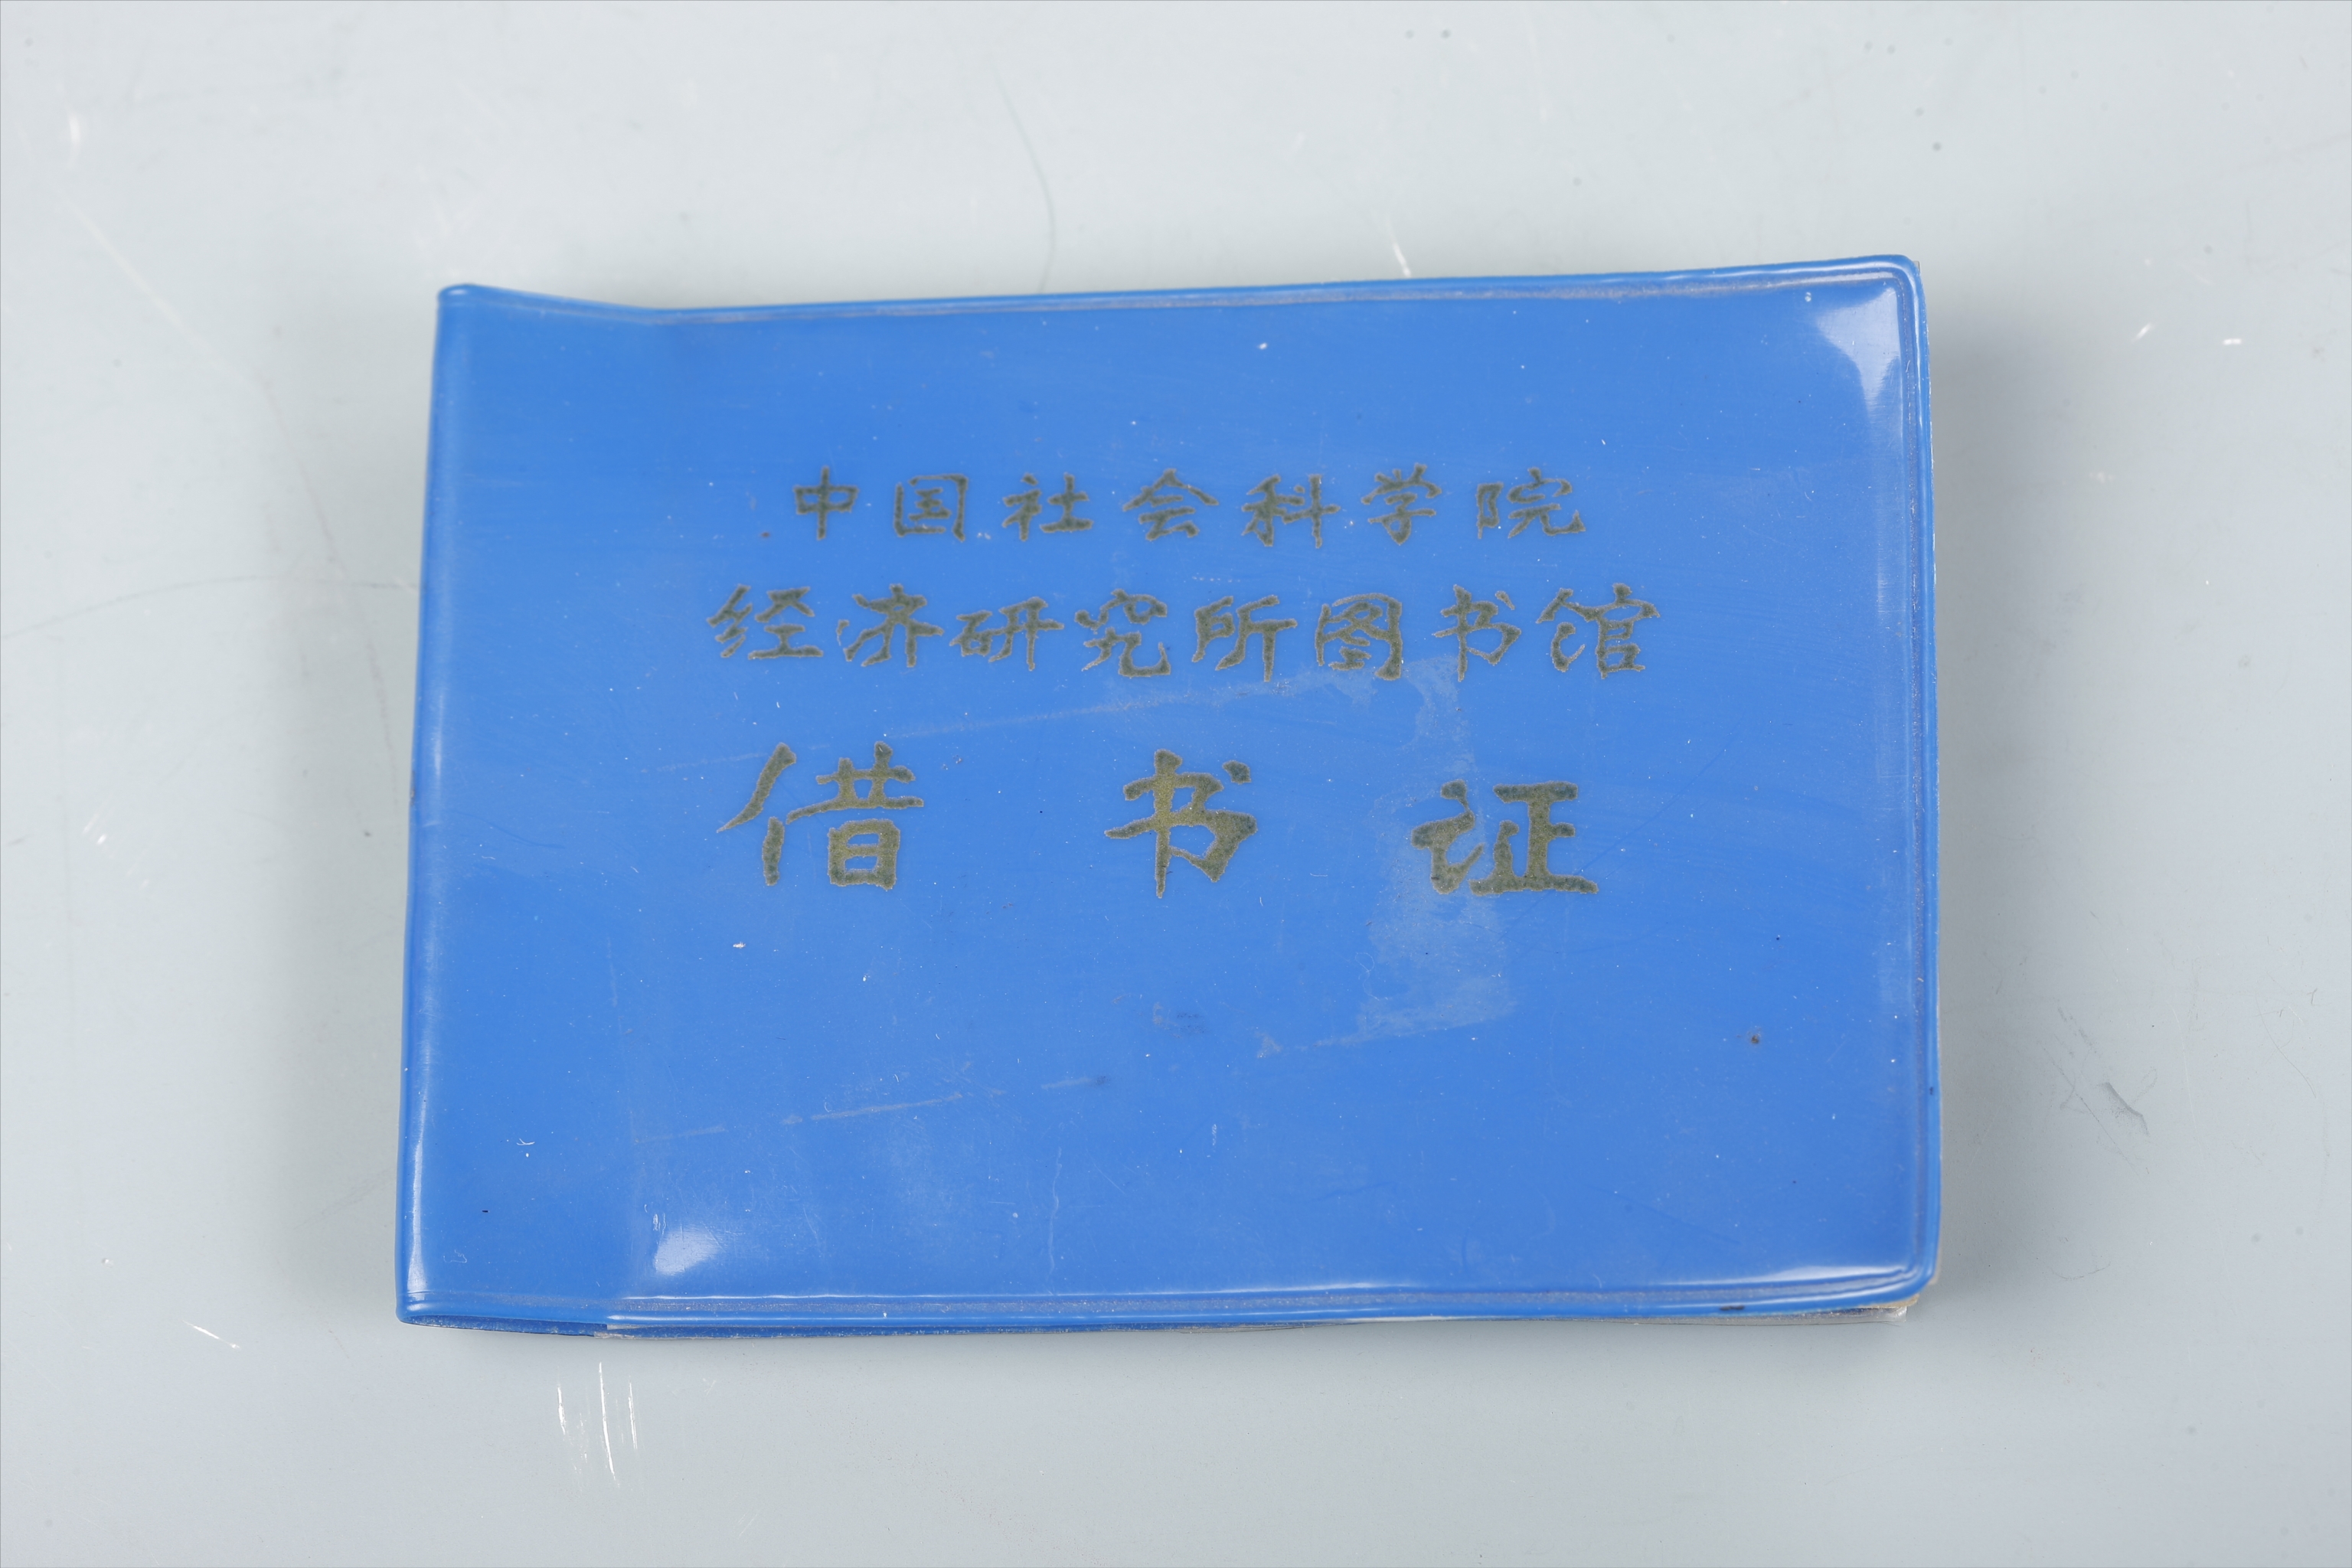 中国社会科学院
经济研究所图书馆
借书证